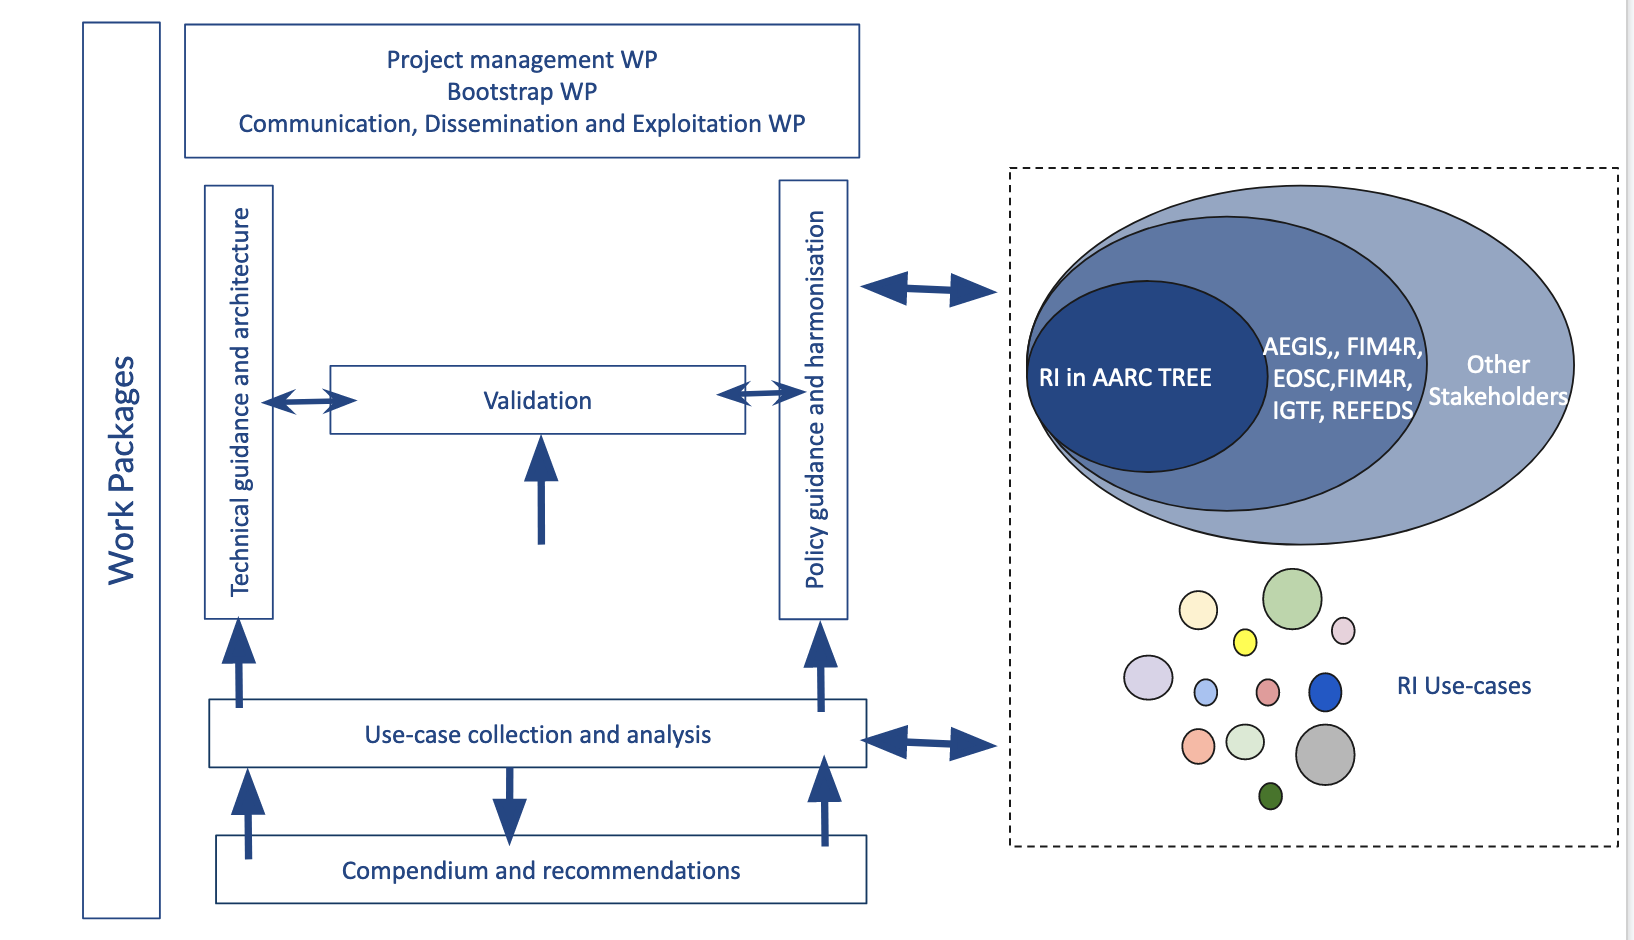 Work Packages
Project management WP
Bootstrap WP
Communication, Dissemination and Exploitation WP
Technical guidance and architecture
Validation
Policy guidance and harmonisation
Use-case collection and analysis
Compendium and recommendations
RI in AARC TREE
AEGIS,, FIM4R,
EOSC,FIM4R,
IGTF, REFEDS
Other
Stakeholders
RI Use-cases